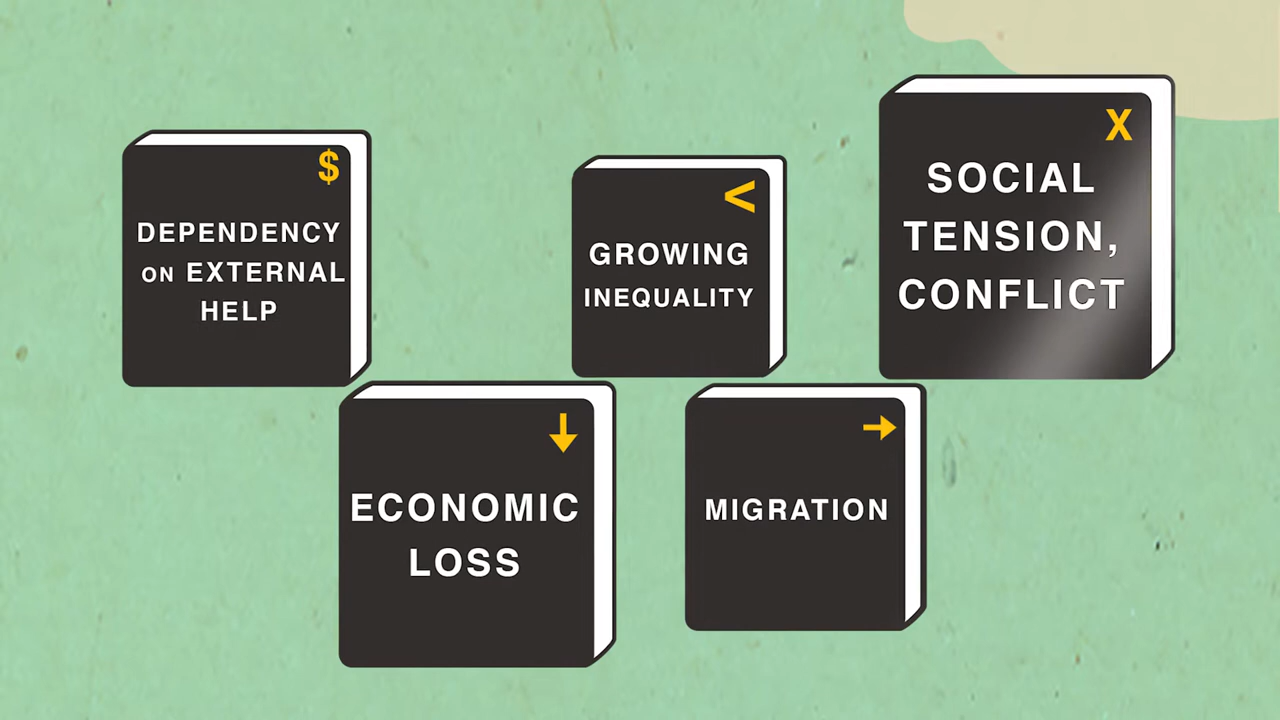 $
DEPENDENCY
ON EXTERNAL
HELP
<
GROWING
INEQUALITY
X
SOCIAL
TENSION,
CONFLICT
↓
ECONOMIC
LOSS
→
MIGRATION